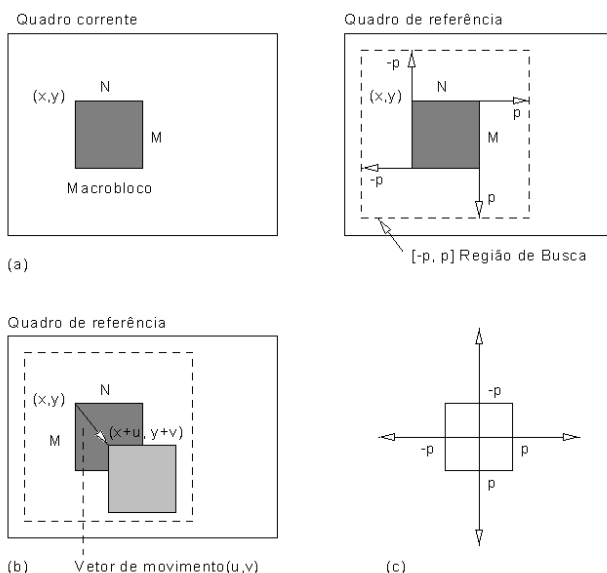 Quadro corrente
(x,y)
N
M
Macrobloco
(a)
Quadro de referência
-p
N
(x,y)
p
M
-p
p
[-p, p] Região de Busca
Quadro de referência
N
(x,y)
(x+u, y+v)
M
(b)
Vetor de movimento(u,v)
-p
-p
p
p
(c)